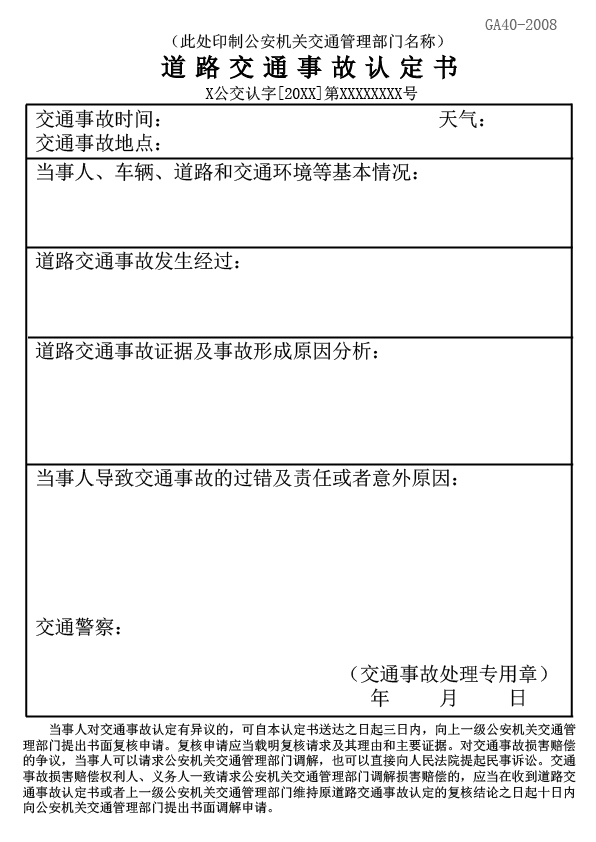 GA40-2008
（此处印制公安机关交通管理部门名称）
道路交通事故认定书
X公交认字[20XX]第XXXXXXXX号
交通事故时间: 天气:
交通事故地点:
当事人、车辆、道路和交通环境等基本情况:
道路交通事故发生经过:
道路交通事故证据及事故形成原因分析:
当事人导致交通事故的过错及责任或者意外原因:
交通警察:
（交通事故处理专用章）
年 月 日
当事人对交通事故认定有异议的，可自本认定书送达之日起三日内，向上一级公安机关交通管
理部门提出书面复核申请。复核申请应当载明复核请求及其理由和主要证据。对交通事故损害赔偿
的争议，当事人可以请求公安机关交通管理部门调解，也可以直接向人民法院提起民事诉讼。交通
事故损害赔偿权利人、义务人一致请求公安机关交通管理部门调解损害赔偿的，应当在收到道路交
通事故认定书或者上一级公安机关交通管理部门维持原道路交通事故认定的复核结论之日起十日内
向公安机关交通管理部门提出书面调解申请。